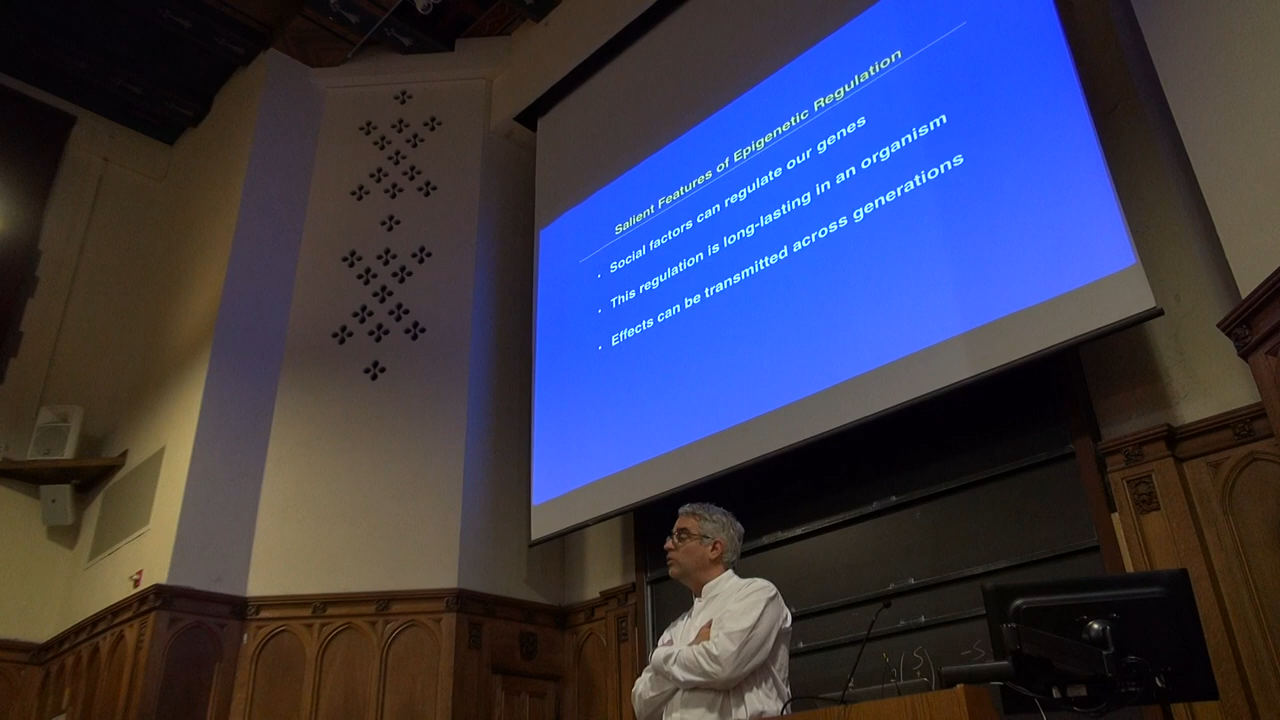 Salient Features of Epigenetic Regulation
• Social factors can regulate our genes
• This regulation is long-lasting in an organism
• Effects can be transmitted across generations
-5